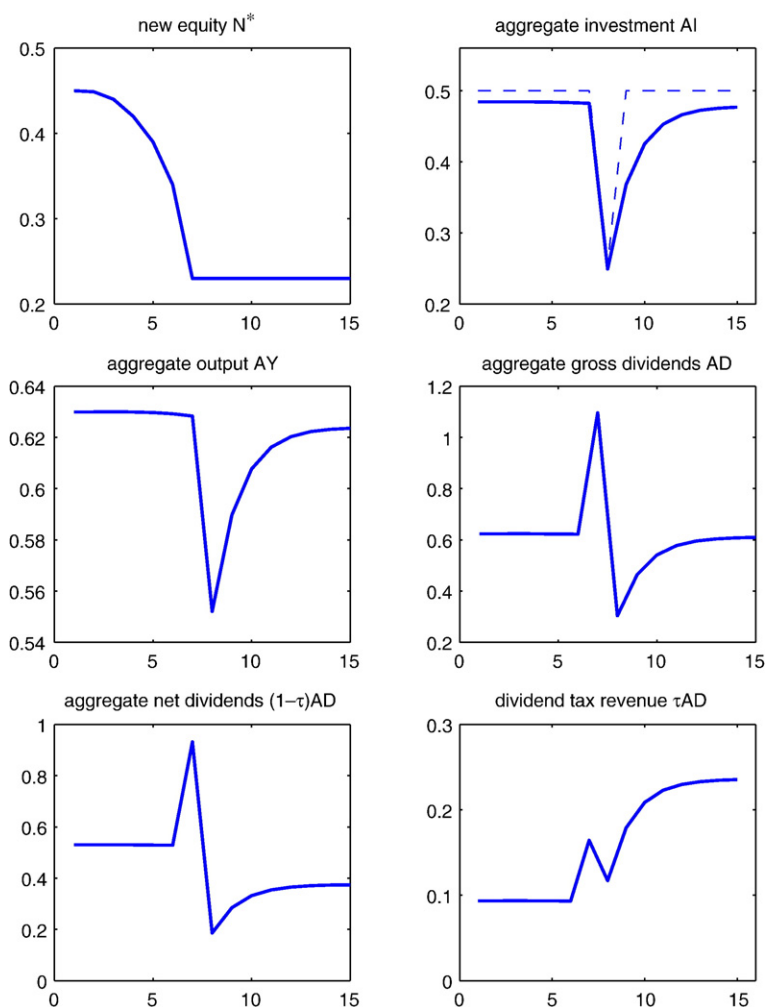 new equity N*
0.5
0.4
0.3
0.2
0 5 10 15
aggregate investment AI
0.5
0.4
0.3
0.2
0 5 10 15
aggregate output AY
0.64
0.62
0.6
0.58
0.56
0.54
0 5 10 15
aggregate gross dividends AD
1.2
1
0.8
0.6
0.4
0.2
0 5 10 15
aggregate net dividends (1−τ)AD
1
0.8
0.6
0.4
0.2
0
0 5 10 15
dividend tax revenue τAD
0.3
0.2
0.1
0
0 5 10 15